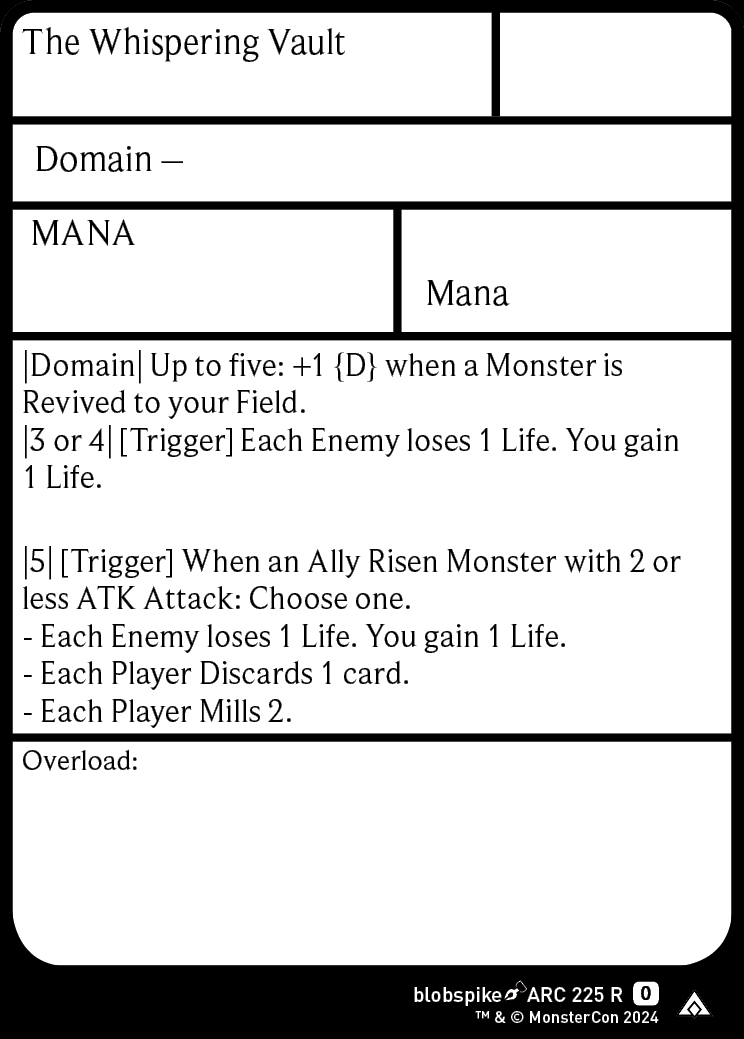 The Whispering Vault
Domain –
MANA
Mana
|Domain| Up to five: +1 {D} when a Monster is
Revived to your Field.
|3 or 4| [Trigger] Each Enemy loses 1 Life. You gain
1 Life.
|5| [Trigger] When an Ally Risen Monster with 2 or
less ATK Attack: Choose one.
- Each Enemy loses 1 Life. You gain 1 Life.
- Each Player Discards 1 card.
- Each Player Mills 2.
Overload:
blobspike ARC 225 R 0
™ & © MonsterCon 2024